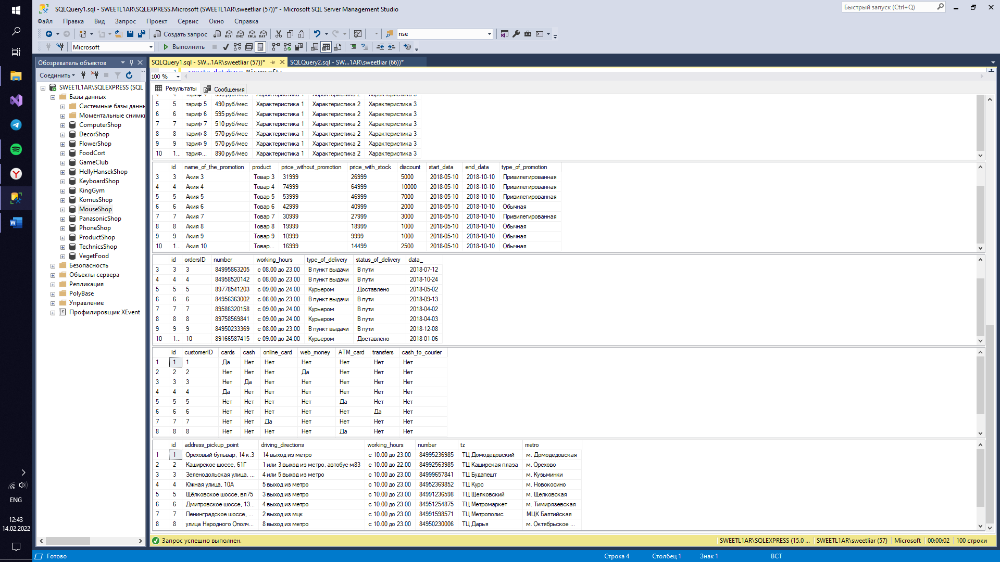 SQLQuery1.sql - SWEETL1AR\SQLEXPRESS.Microsoft (SWEETL1AR\sweetliar (57))* - Microsoft SQL Server Management Studio
Быстрый запуск (Ctrl+Q)
Файл Правка Вид Запрос Проект Сервис Окно Справка
Создать запрос MDX DMX XMLA DAX nse
Microsoft Выполнить
Обозреватель объектов
Соединить
SWEETL1AR\SQLEXPRESS (SQL
Базы данных
Системные базы даннь
Моментальные снимки
ComputerShop
DecorShop
FlowerShop
FoodCort
GameClub
HellyHansekShop
KeyboardShop
KingGym
KomusShop
MouseShop
PanasonicShop
PhoneShop
ProductShop
TechnicsShop
VegetFood
Безопасность
Объекты сервера
Репликация
PolyBase
Управление
Профилировщик XEvent
SQLQuery1.sql - SW...1AR\sweetliar (57))* SQLQuery2.sql - SW...1AR\sweetliar (66))*
1 create database Microsoft;
100 %
Результаты Сообщения
5 5 тариф 5 490 руб/мес Характеристика 1 Характеристика 2 Характеристика 3
6 6 тариф 6 595 руб/мес Характеристика 1 Характеристика 2 Характеристика 3
7 7 тариф 7 510 руб/мес Характеристика 1 Характеристика 2 Характеристика 3
8 8 тариф 8 570 руб/мес Характеристика 1 Характеристика 2 Характеристика 3
9 9 тариф 9 570 руб/мес Характеристика 1 Характеристика 2 Характеристика 3
10 1... тариф... 890 руб/мес Характеристика 1 Характеристика 2 Характеристика 3
id name_of_the_promotion product price_without_promotion price_with_stock discount start_data end_data type_of_promotion
3 3 Акия 3 Товар 3 31999 26999 5000 2018-05-10 2018-10-10 Привилегированная
4 4 Акия 4 Товар 4 74999 64999 10000 2018-05-10 2018-10-10 Привилегированная
5 5 Акия 5 Товар 5 53999 46999 7000 2018-05-10 2018-10-10 Привилегированная
6 6 Акия 6 Товар 6 42999 40999 2000 2018-05-10 2018-10-10 Обычная
7 7 Акия 7 Товар 7 30999 27999 3000 2018-05-10 2018-10-10 Привилегированная
8 8 Акия 8 Товар 8 19999 18999 1000 2018-05-10 2018-10-10 Обычная
9 9 Акия 9 Товар 9 10999 9999 1000 2018-05-10 2018-10-10 Обычная
10 1... Акия 10 Товар... 16999 14499 2500 2018-05-10 2018-10-10 Обычная
id ordersID number working_hours type_of_delivery status_of_delivery data_
3 3 3 84995863205 с 08.00 до 23.00 В пункт выдачи В пути 2018-07-12
4 4 4 84958520142 с 08.00 до 23.00 В пункт выдачи В пути 2018-10-24
5 5 5 89778541203 с 09.00 до 24.00 Курьером Доставлено 2018-05-02
6 6 6 84956363002 с 08.00 до 23.00 В пункт выдачи В пути 2018-09-13
7 7 7 89586320158 с 09.00 до 24.00 Курьером В пути 2018-04-02
8 8 8 89758569841 с 09.00 до 24.00 Курьером В пути 2018-04-03
9 9 9 84950233369 с 08.00 до 23.00 В пункт выдачи В пути 2018-12-08
10 1... 10 89166587415 с 09.00 до 24.00 Курьером Доставлено 2018-01-06
id customerID cards cash online_card web_money ATM_card transfers cash_to_courier
1 1 1 Да Нет Нет Нет Нет Нет Нет
2 2 2 Нет Нет Нет Да Нет Нет Нет
3 3 3 Нет Да Нет Нет Нет Нет Нет
4 4 4 Да Нет Нет Нет Нет Нет Нет
5 5 5 Нет Нет Нет Нет Да Нет Нет
6 6 6 Нет Нет Нет Нет Нет Да Нет
7 7 7 Нет Нет Да Нет Нет Нет Нет
8 8 8 Нет Нет Нет Нет Да Нет Нет
id address_pickup_point driving_directions working_hours number tz metro
1 1 Ореховый бульвар, 14 к.3 14 выход из метро с 10.00 до 23.00 84995236985 ТЦ Домодедовский м. Домодедовская
2 2 Каширское шоссе, 61Г 1 или 3 выход из метро, автобус м83 с 10.00 до 22.00 84992563985 ТЦ Каширская плаза м. Орехово
3 3 Зеленодольская улица, ... 4 или 5 выход из метро с 10.00 до 23.00 84999657841 ТЦ Будапешт м. Кузьминки
4 4 Южная улица, 10А 5 выход из метро с 10.00 до 23.00 84952369852 ТЦ Курс м. Новокосино
5 5 Щёлковское шоссе, вл75 3 выход из метро с 10.00 до 23.00 84991236598 ТЦ Щелковский м. Щелковская
6 6 Дмитровское шоссе, 13... 4 выход из метро с 10.00 до 23.00 84951254875 ТЦ Метромаркет м. Тимирязевская
7 7 Ленинградское шоссе, ... 2 выход из мцк с 10.00 до 23.00 84991598571 ТЦ Метрополис МЦК Балтийская
8 8 улица Народного Ополч... 8 выход из метро с 10.00 до 23.00 84950230006 ТЦ Дарья м. Октябрьское ...
Запрос успешно выполнен. SWEETL1AR\SQLEXPRESS (15.0 ... SWEETL1AR\sweetliar (57) Microsoft 00:00:02 100 строки
Готово Строка 4 Столбец 1 Знак 1 ВСТ
ENG
12:43
14.02.2022